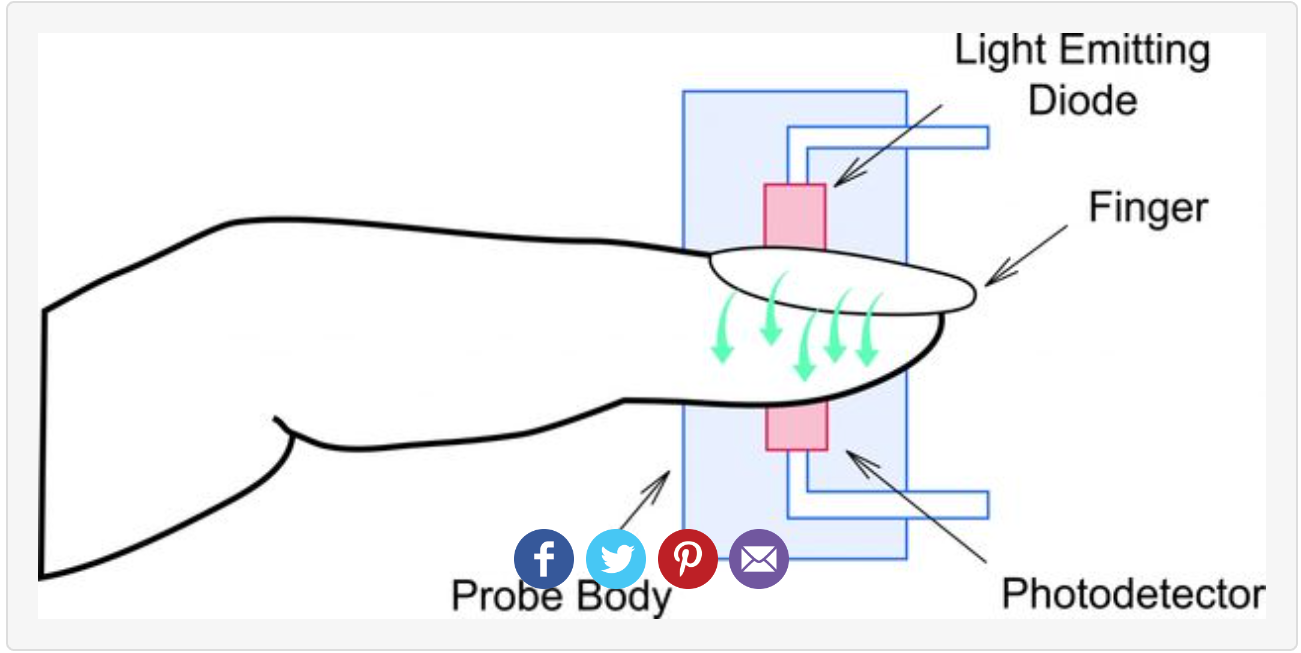 Light Emitting
Diode
Finger
Probe Body
Photodetector